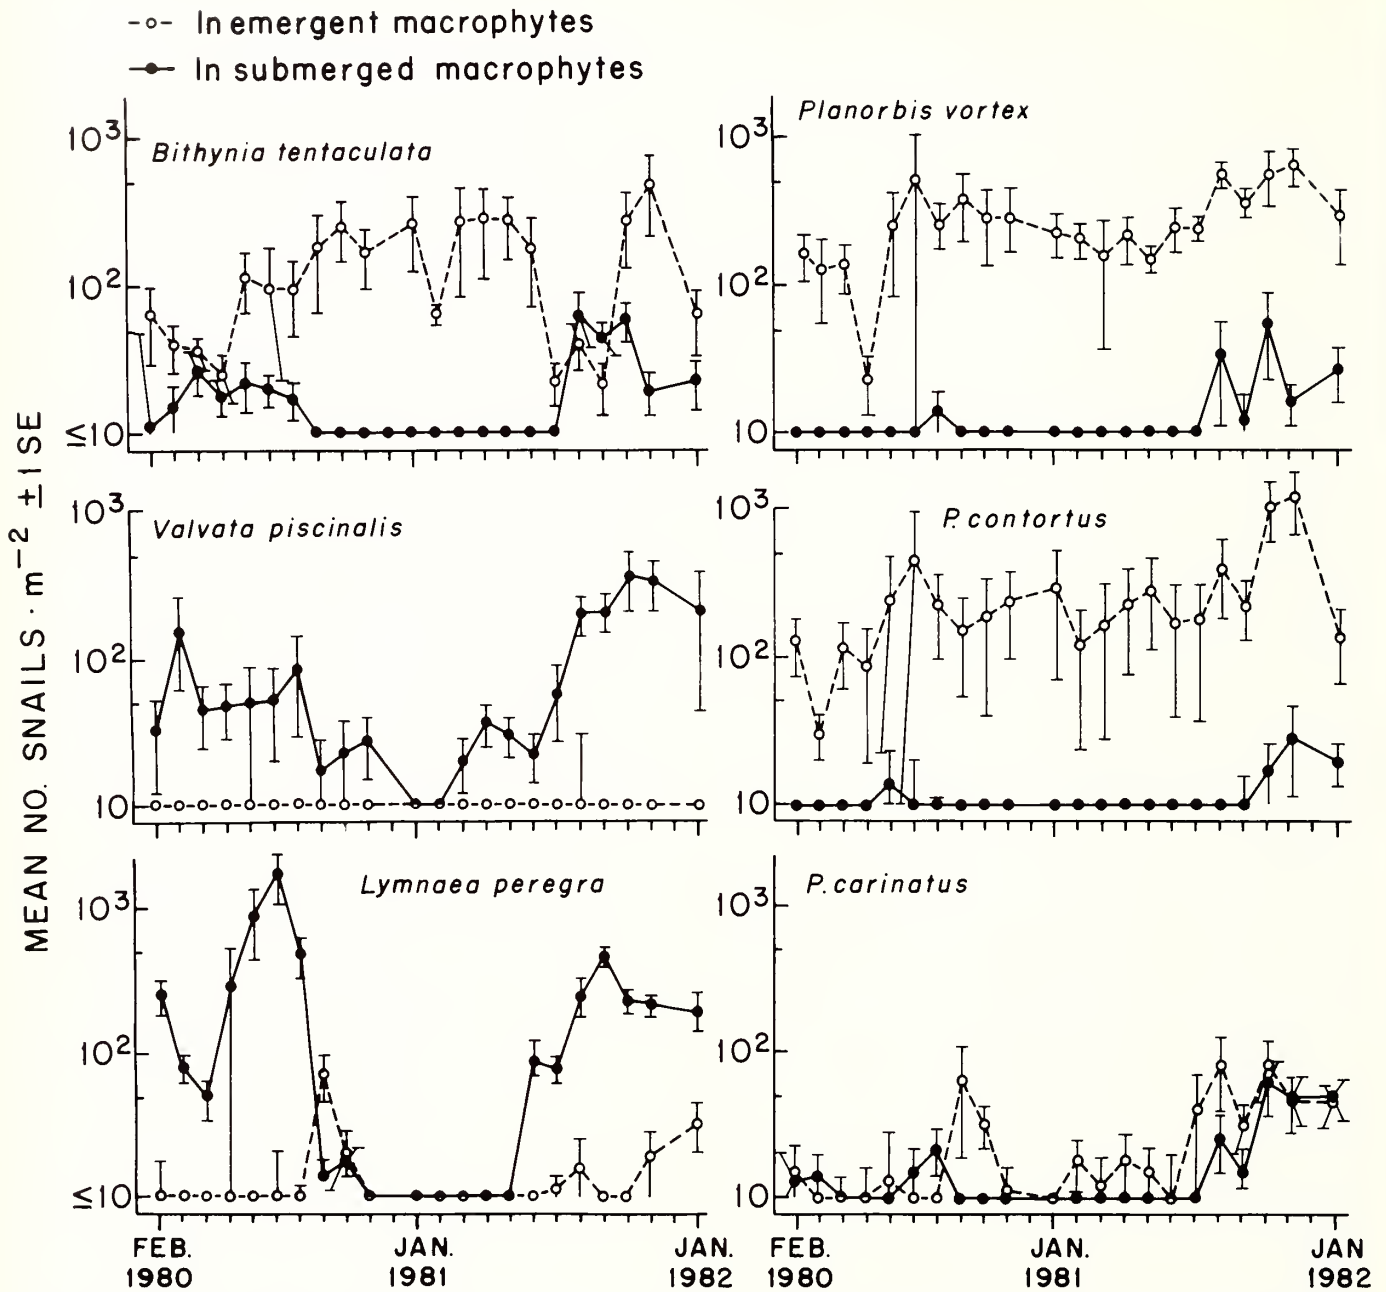 -o- In emergent macrophytes
-●- In submerged macrophytes
MEAN NO. SNAILS · m⁻² ± 1 SE
Bithynia tentaculata
10³
10²
≤10
Planorbis vortex
10³
10²
10
Valvata piscinalis
10³
10²
10
P. contortus
10³
10²
10
Lymnaea peregra
10³
10²
≤10
P. carinatus
10³
10²
10
FEB. JAN. JAN.
1980 1981 1982
FEB. JAN. JAN
1980 1981 1982